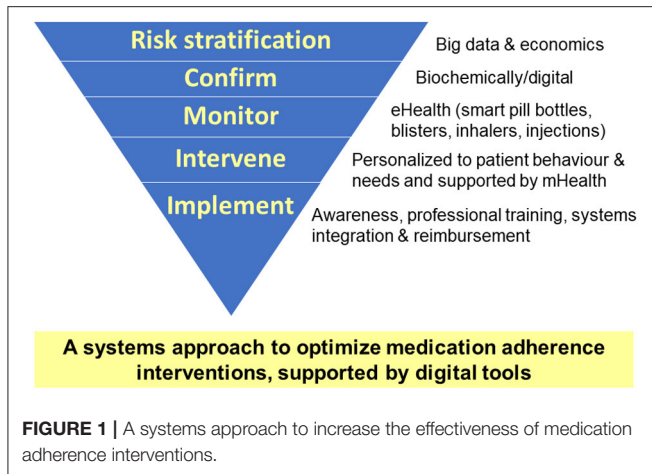 Risk stratification
Big data & economics
Confirm
Biochemically/digital
Monitor
eHealth (smart pill bottles,
blisters, inhalers, injections)
Intervene
Personalized to patient behaviour &
needs and supported by mHealth
Implement
Awareness, professional training, systems
integration & reimbursement
A systems approach to optimize medication adherence
interventions, supported by digital tools
FIGURE 1 | A systems approach to increase the effectiveness of medication
adherence interventions.